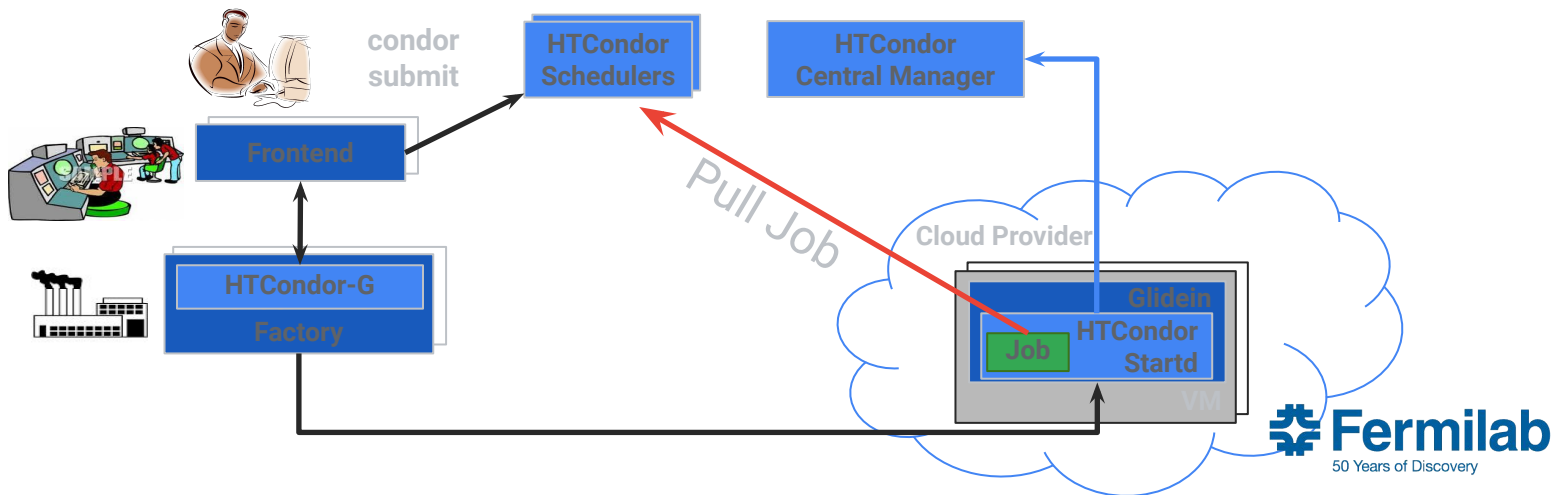 condor
submit
HTCondor
Schedulers
HTCondor
Central Manager
Frontend
SAMPLE
Pull Job
Cloud Provider
HTCondor-G
Factory
Glidein
HTCondor
Startd
Job
VM
Fermilab
50 Years of Discovery